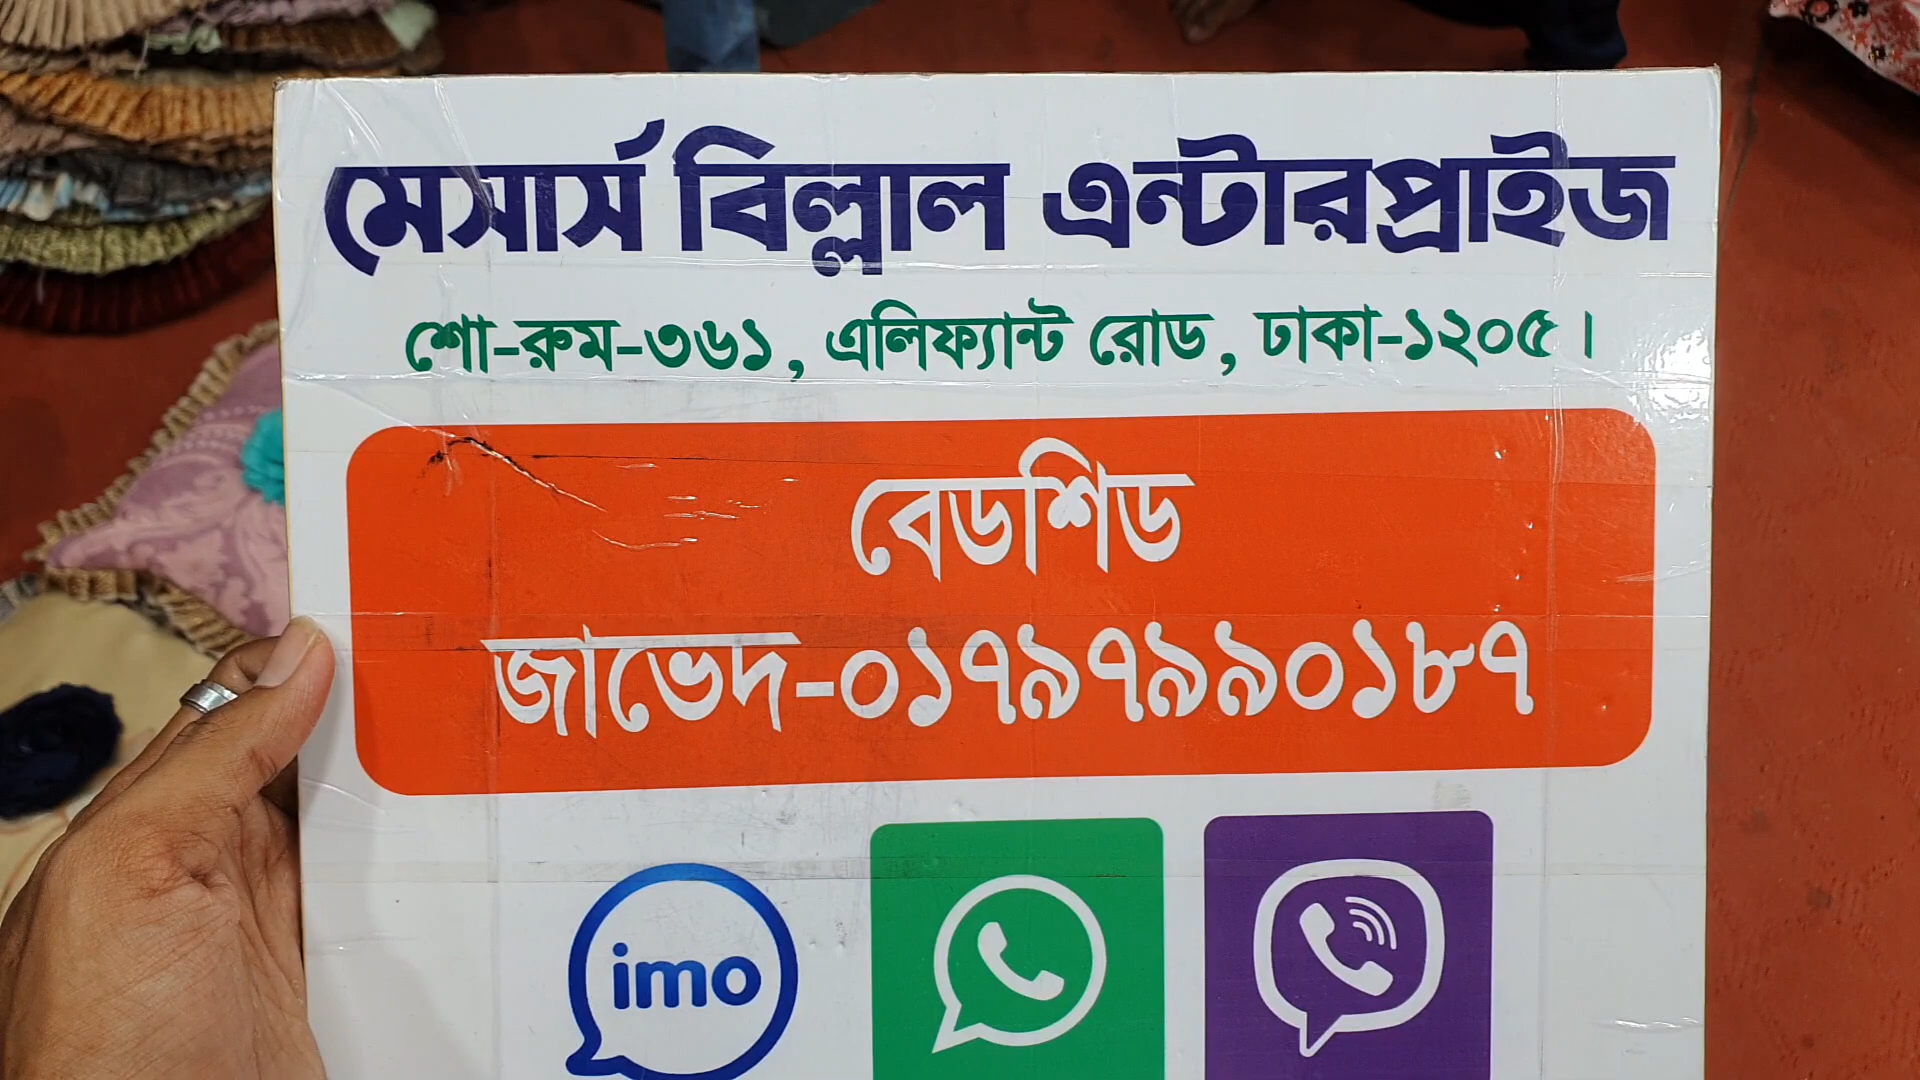 মেসার্স বিল্লাল এন্টারপ্রাইজ
শো-রুম-৩৬১, এলিফ্যান্ট রোড, ঢাকা-১২০৫।
বেডশিড
জাভেদ-০১৭৯৭৯৯০১৮৭
imo